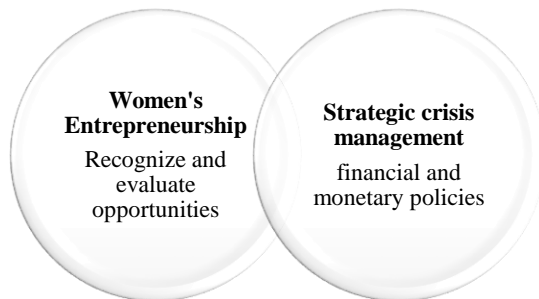 Women's
Entrepreneurship
Recognize and
evaluate
opportunities
Strategic crisis
management
financial and
monetary policies